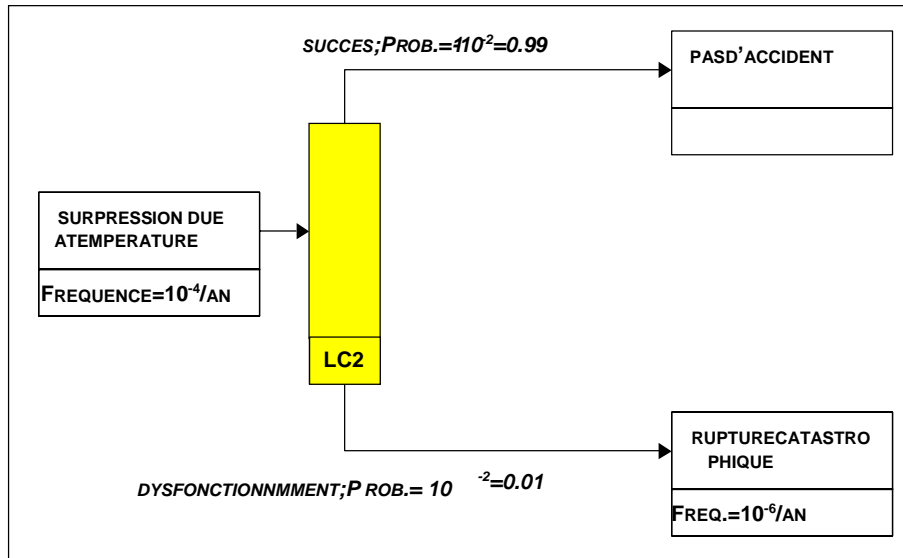 SUCCES;PROB.=110⁻²=0.99
PASD'ACCIDENT
SURPRESSION DUE
ATEMPERATURE
FREQUENCE=10⁻⁴/AN
LC2
RUPTURECATASTRO
PHIQUE
DYSFONCTIONNMMENT;P ROB.= 10 ⁻²=0.01
FREQ.=10⁻⁶/AN